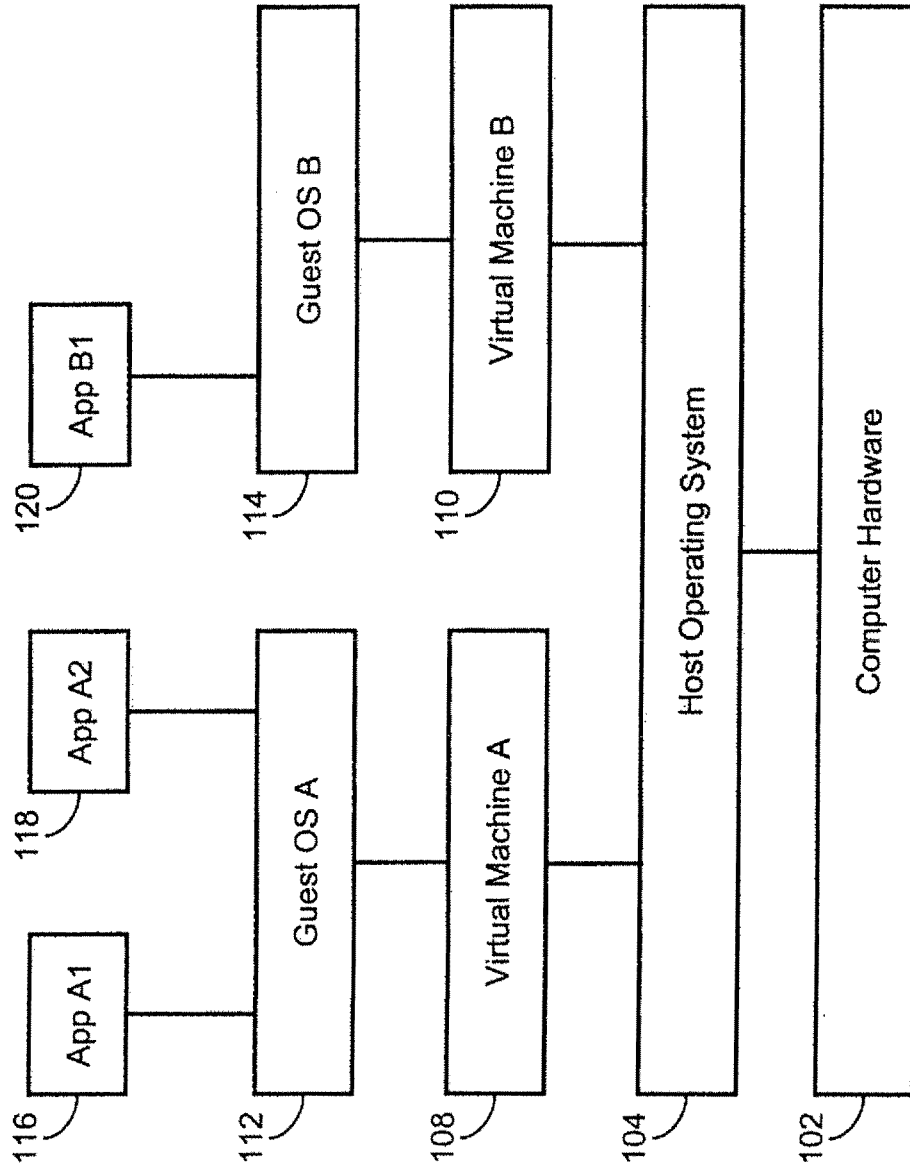 116
App A1
118
App A2
120
App B1
112
Guest OS A
114
Guest OS B
108
Virtual Machine A
110
Virtual Machine B
104
Host Operating System
102
Computer Hardware